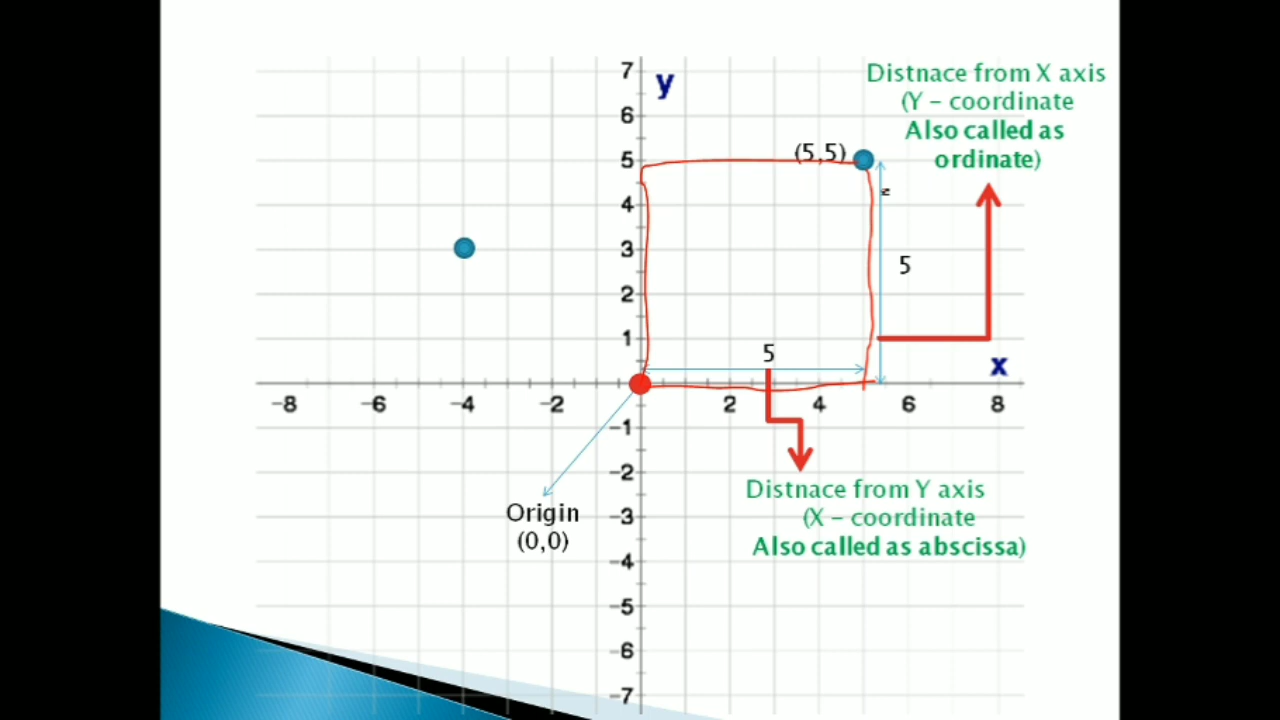 7
y
6
5
4
3
2
1
Distnace from X axis
(Y – coordinate
Also called as
ordinate)
(5,5)
N
5
5
x
-8 -6 -4 -2 2 4 6 8
-1
-2
-3
-4
-5
-6
-7
Origin
(0,0)
Distnace from Y axis
(X – coordinate
Also called as abscissa)